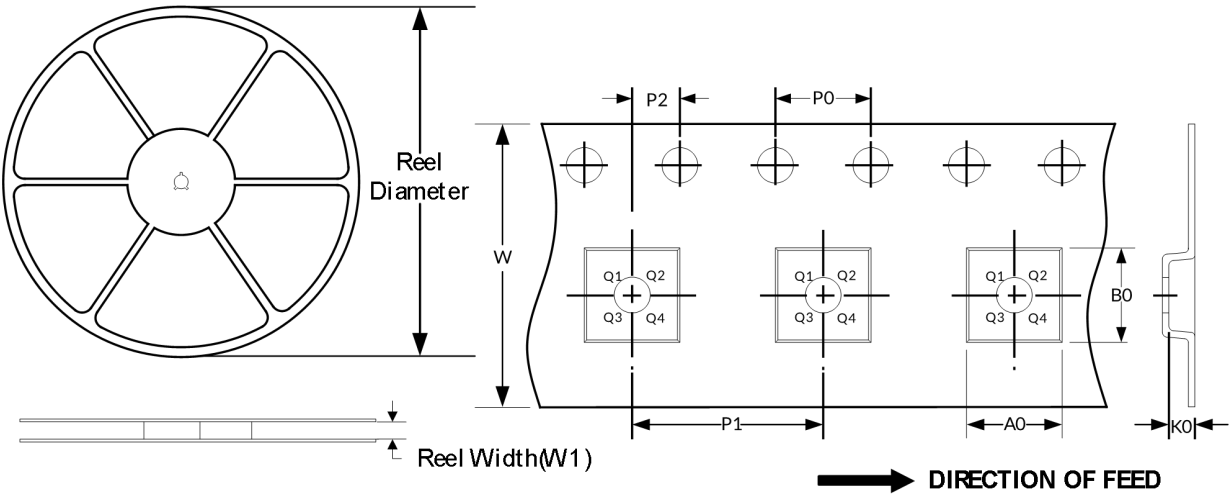 Reel
Diameter
Reel Width(W1)
P2
P0
W
Q1 Q2
Q3 Q4
Q1 Q2
Q3 Q4
Q1 Q2
Q3 Q4
B0
P1
A0
K0
DIRECTION OF FEED